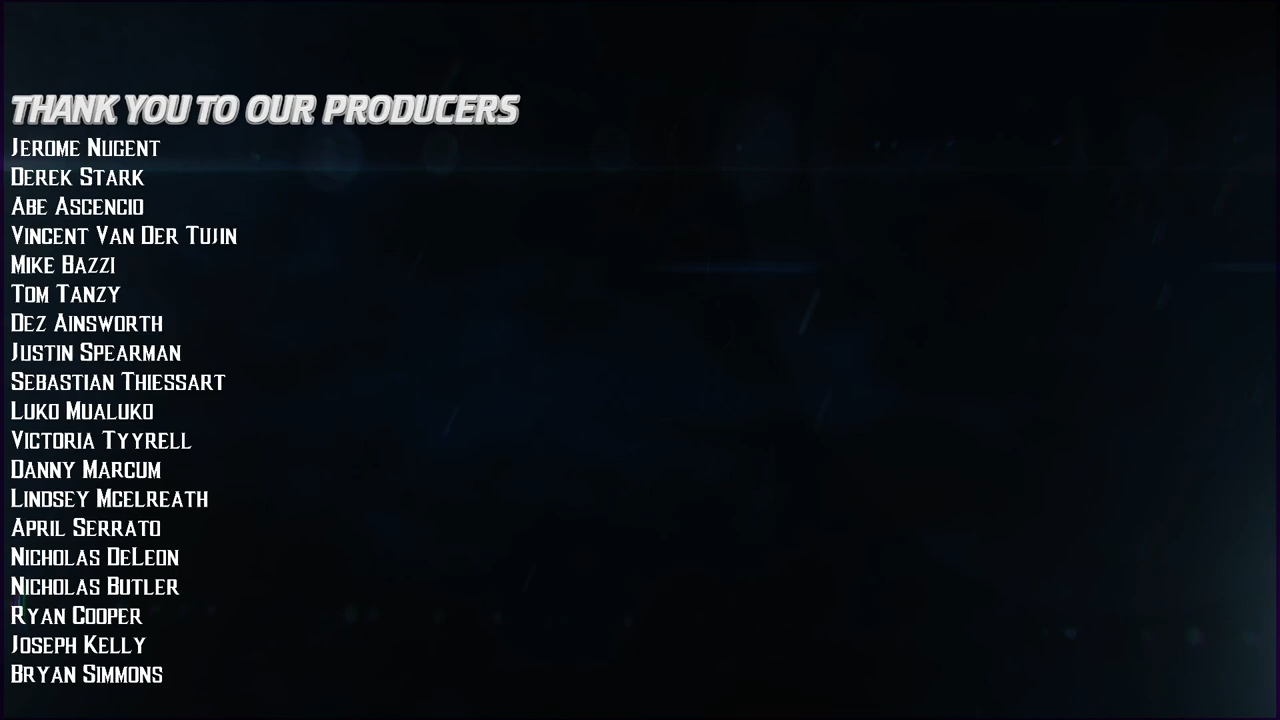 THANK YOU TO OUR PRODUCERS
JEROME NUGENT
DEREK STARK
ABE ASCENCIO
VINCENT VAN DER TUJIN
MIKE BAZZI
TOM TANZY
DEZ AINSWORTH
JUSTIN SPEARMAN
SEBASTIAN THIESSART
LUKO MUALUKO
VICTORIA TYYRELL
DANNY MARCUM
LINDSEY MCELREATH
APRIL SERRATO
NICHOLAS DELEON
NICHOLAS BUTLER
RYAN COOPER
JOSEPH KELLY
BRYAN SIMMONS